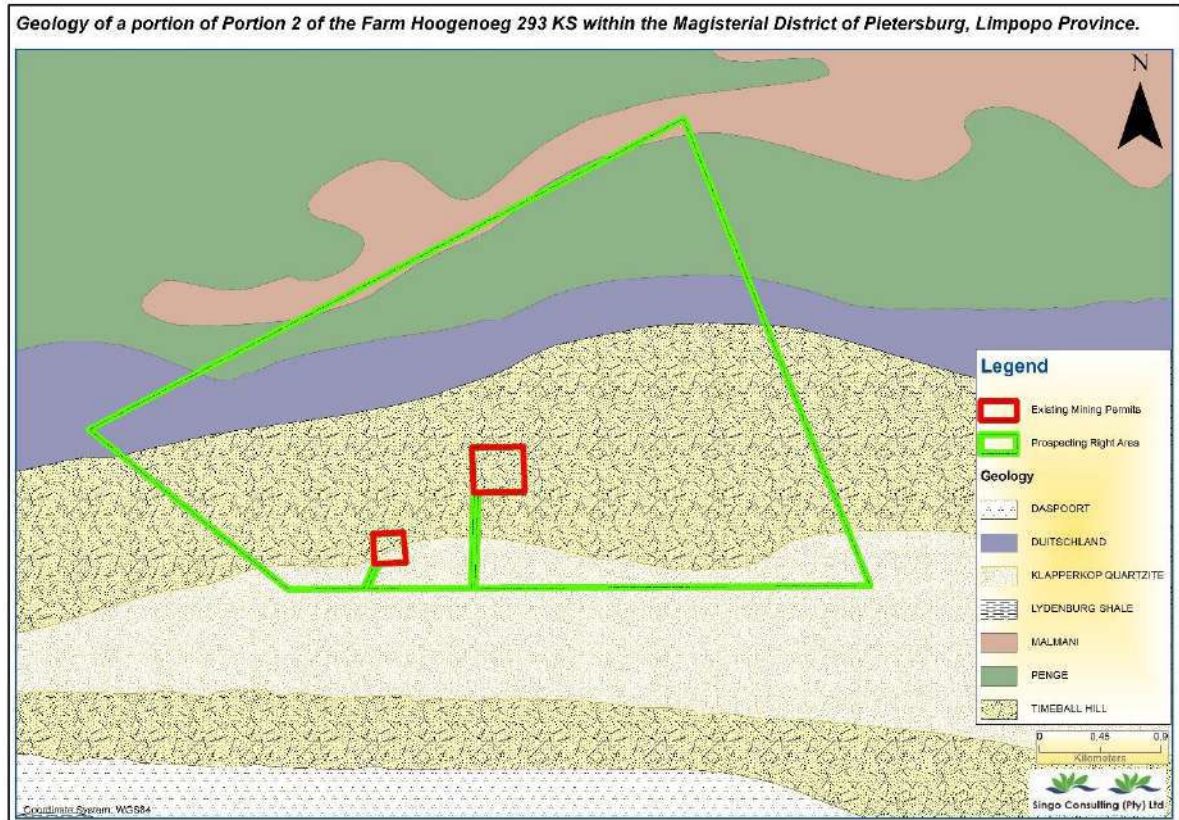 Geology of a portion of Portion 2 of the Farm Hoogenoeg 293 KS within the Magisterial District of Pietersburg, Limpopo Province.
N
Legend
Existing Mining Permits
Prospecting Right Area
Geology
DASPOORT
DUITSCHLAND
KLAPPERKOP QUARTZITE
LYDENBURG SHALE
MALMANI
PENGE
TIMEBALL HILL
0 0,45 0,9
Kilometers
Coordinate System: WGS84
Singo Consulting (Pty) Ltd